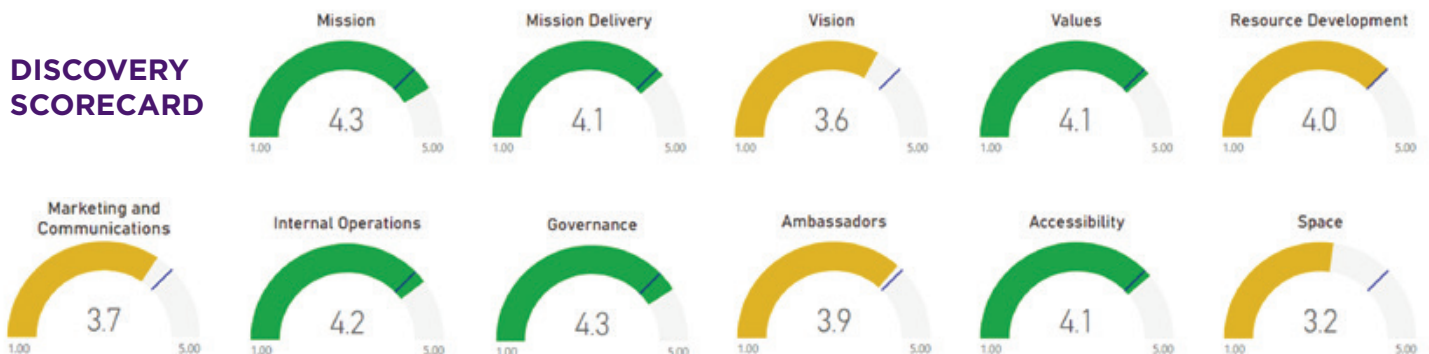 DISCOVERY
SCORECARD
Mission
4.3
1.00
5.00
Mission Delivery
4.1
1.00
5.00
Vision
3.6
1.00
5.00
Values
4.1
1.00
5.00
Resource Development
4.0
1.00
5.00
Marketing and
Communications
3.7
1.00
5.00
Internal Operations
4.2
1.00
5.00
Governance
4.3
1.00
5.00
Ambassadors
3.9
1.00
5.00
Accessibility
4.1
1.00
5.00
Space
3.2
1.00
5.00